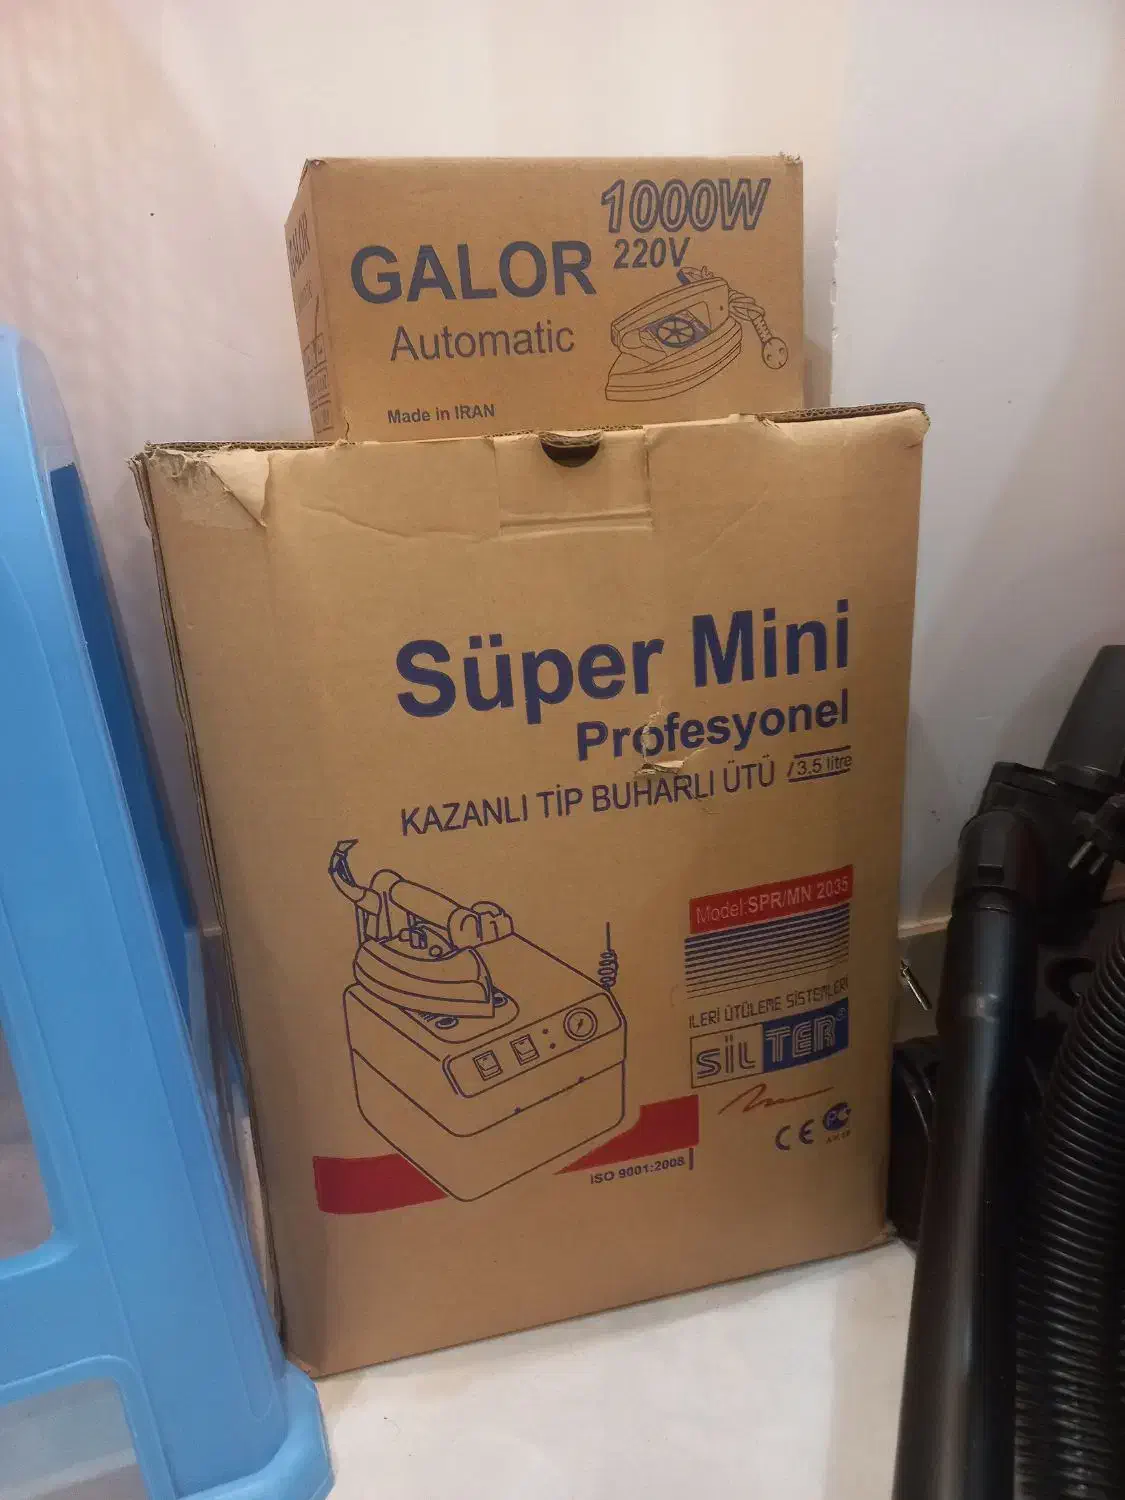 1000W
220V
GALOR
Automatic
Made in IRAN
GALOR
Süper Mini
Profesyonel
KAZANLI TİP BUHARLI ÜTÜ / 3.5 litre
Model:SPR/MN 2035
İLERİ ÜTÜLEME SİSTEMLERİ
SİLTER®
CE
ISO 9001:2008